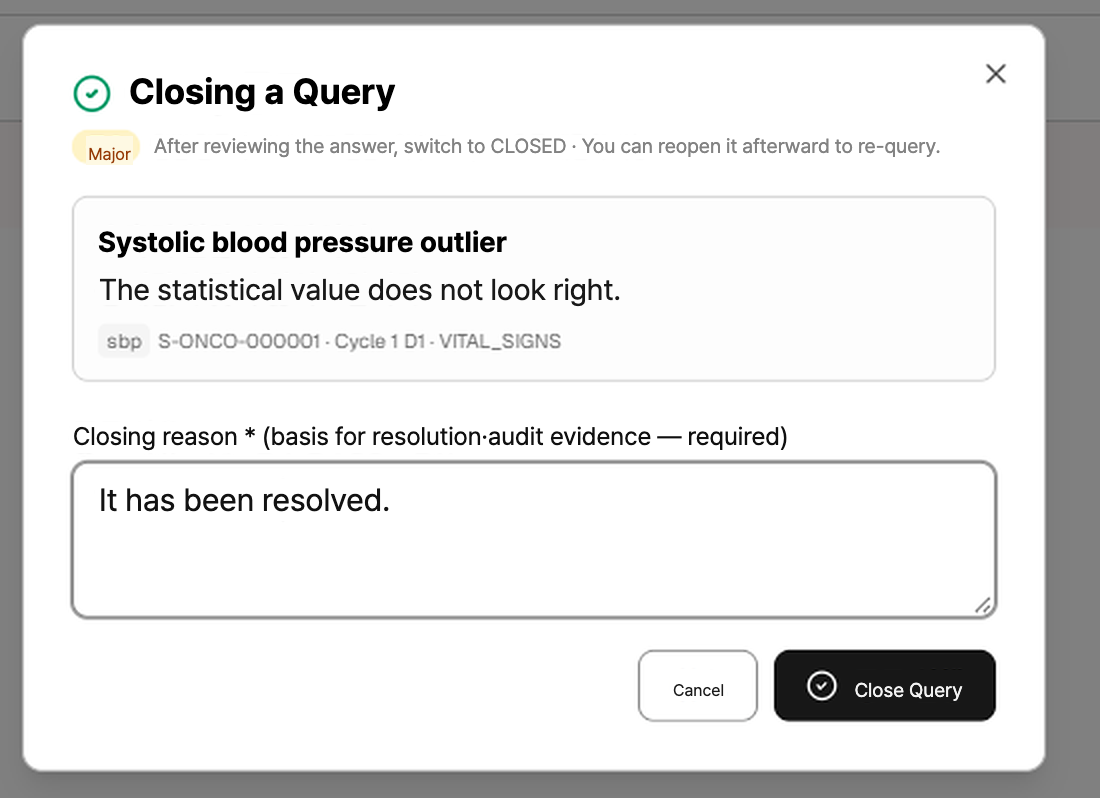 Closing a Query
Major
After reviewing the answer, switch to CLOSED · You can reopen it afterward to re-query.
Systolic blood pressure outlier
The statistical value does not look right.
sbp S-ONCO-000001 · Cycle 1 D1 · VITAL_SIGNS
Closing reason * (basis for resolution·audit evidence — required)
It has been resolved.
Cancel
Close Query